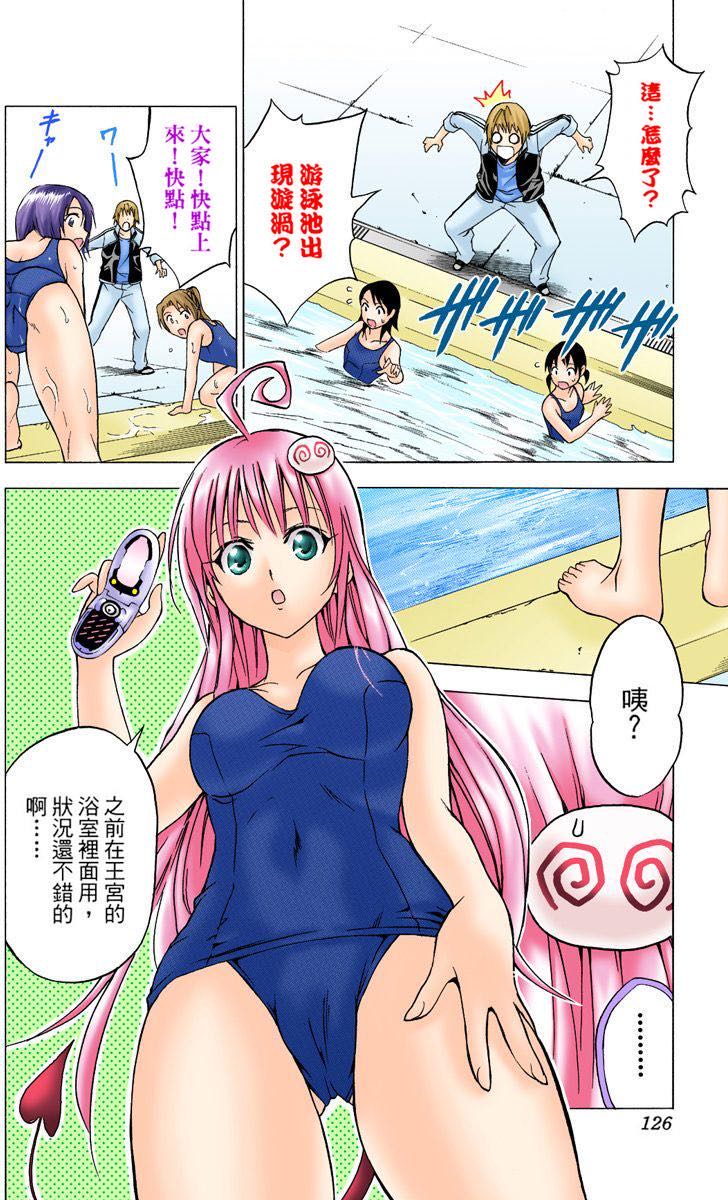 這…怎麼了？
游泳池出
現漩渦？
ザザザザ
大家！快點上
來！快點！
ワー
キャー
咦？
………
之前在王宮的
浴室裡面用，
狀況還不錯的
啊……
126